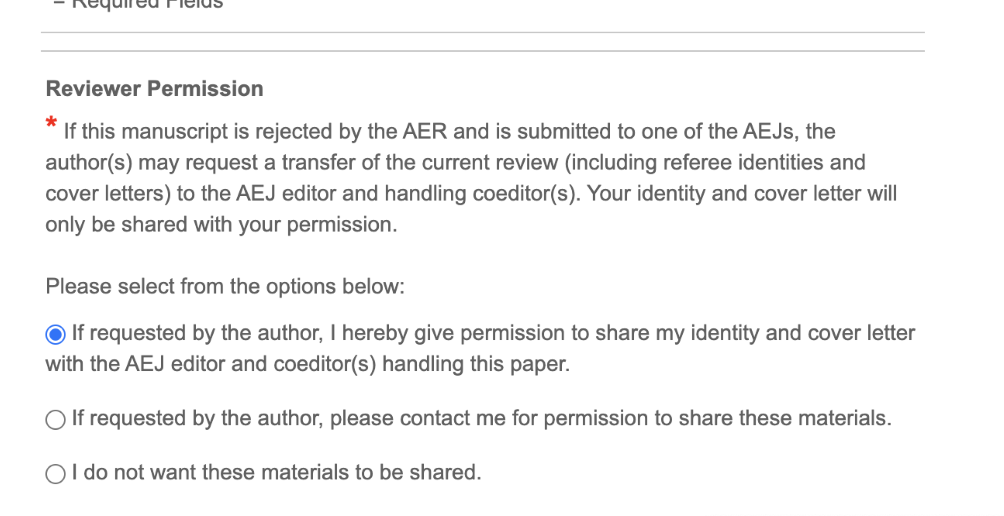 – Required Fields
Reviewer Permission
* If this manuscript is rejected by the AER and is submitted to one of the AEJs, the
author(s) may request a transfer of the current review (including referee identities and
cover letters) to the AEJ editor and handling coeditor(s). Your identity and cover letter will
only be shared with your permission.
Please select from the options below:
If requested by the author, I hereby give permission to share my identity and cover letter
with the AEJ editor and coeditor(s) handling this paper.
If requested by the author, please contact me for permission to share these materials.
I do not want these materials to be shared.